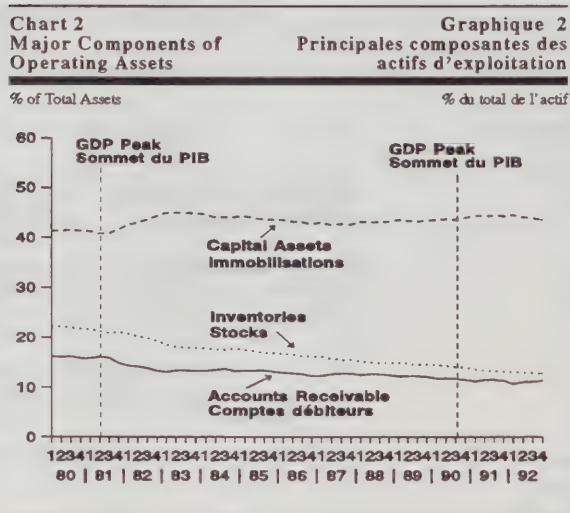 Chart 2
Major Components of
Operating Assets
Graphique 2
Principales composantes des
actifs d'exploitation
% of Total Assets
% du total de l'actif
60
GDP Peak
Sommet du PIB
GDP Peak
Sommet du PIB
50
40
Capital Assets
Immobilisations
30
Inventories
Stocks
20
10
Accounts Receivable
Comptes débiteurs
0
1234123412341234123412341234123412341234123412341234
80 | 81 | 82 | 83 | 84 | 85 | 86 | 87 | 88 | 89 | 90 | 91 | 92